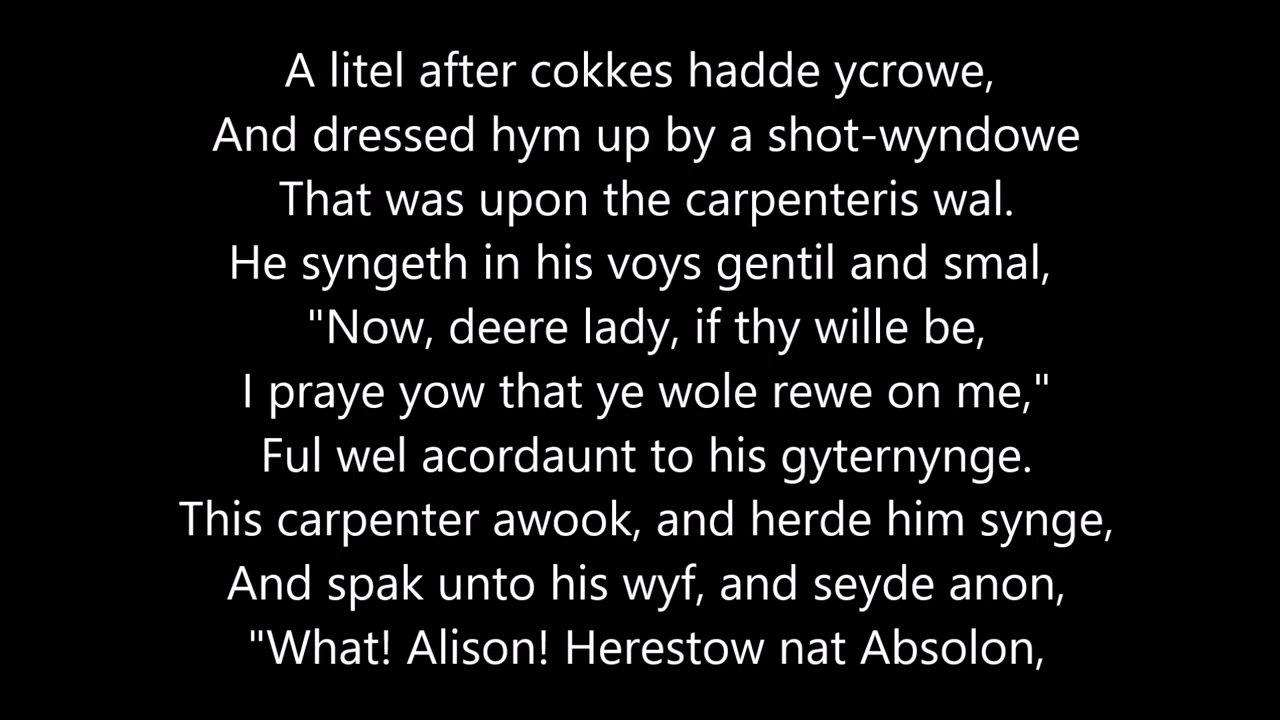 A litel after cokkes hadde ycrowe,
And dressed hym up by a shot-wyndowe
That was upon the carpenteris wal.
He syngeth in his voys gentil and smal,
"Now, deere lady, if thy wille be,
I praye yow that ye wole rewe on me,"
Ful wel acordaunt to his gyternynge.
This carpenter awook, and herde him synge,
And spak unto his wyf, and seyde anon,
"What! Alison! Herestow nat Absolon,